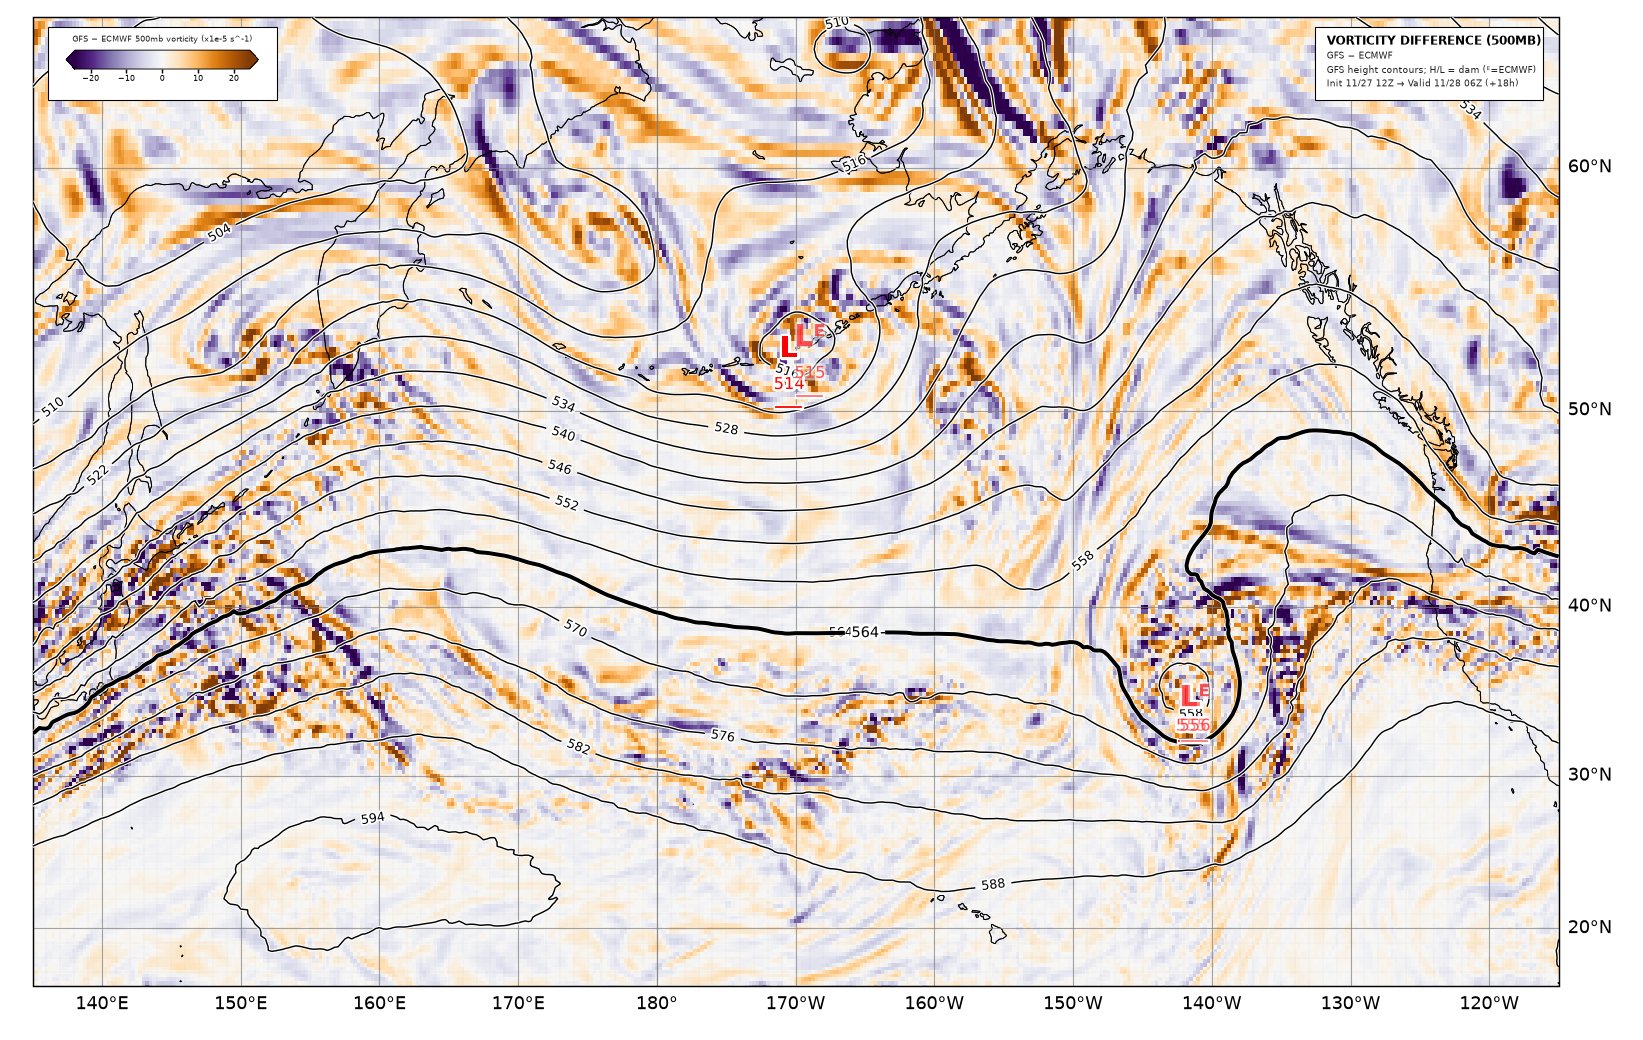 GFS − ECMWF 500mb vorticity (x1e-5 s^-1)
−20 −10 0 10 20
VORTICITY DIFFERENCE (500MB)
GFS − ECMWF
GFS height contours; H/L = dam (ᴱ=ECMWF)
Init 11/27 12Z → Valid 11/28 06Z (+18h)
510
534
516
60°N
504
L
L E
516
515
514
510
50°N
534
528
540
546
522
552
558
40°N
570
564
564
L E
558
556
576
582
30°N
594
588
20°N
140°E 150°E 160°E 170°E 180° 170°W 160°W 150°W 140°W 130°W 120°W